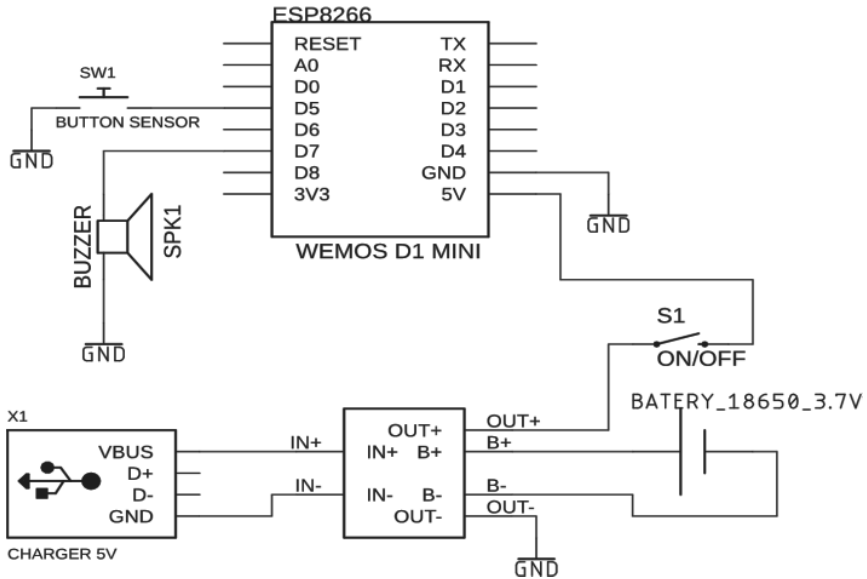 ESP8266
RESET
TX
A0
RX
SW1
D0
D1
D5
D2
BUTTON SENSOR
D6
D3
D7
D4
GND
D8
GND
3V3
5V
BUZZER
SPK1
GND
WEMOS D1 MINI
S1
GND
ON/OFF
BATERY_18650_3.7V
X1
OUT+
OUT+
VBUS
IN+
IN+
B+
B+
D+
D-
IN-
IN-
B-
B-
GND
OUT-
OUT-
CHARGER 5V
GND